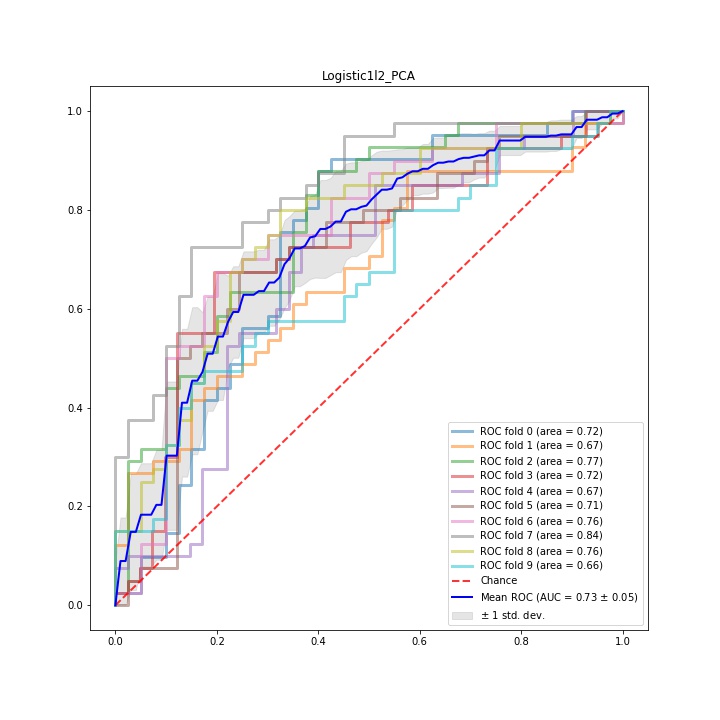 Logistic1l2_PCA
1.0
0.8
0.6
0.4
0.2
0.0
0.0 0.2 0.4 0.6 0.8 1.0
ROC fold 0 (area = 0.72)
ROC fold 1 (area = 0.67)
ROC fold 2 (area = 0.77)
ROC fold 3 (area = 0.72)
ROC fold 4 (area = 0.67)
ROC fold 5 (area = 0.71)
ROC fold 6 (area = 0.76)
ROC fold 7 (area = 0.84)
ROC fold 8 (area = 0.76)
ROC fold 9 (area = 0.66)
Chance
Mean ROC (AUC = 0.73 ± 0.05)
± 1 std. dev.